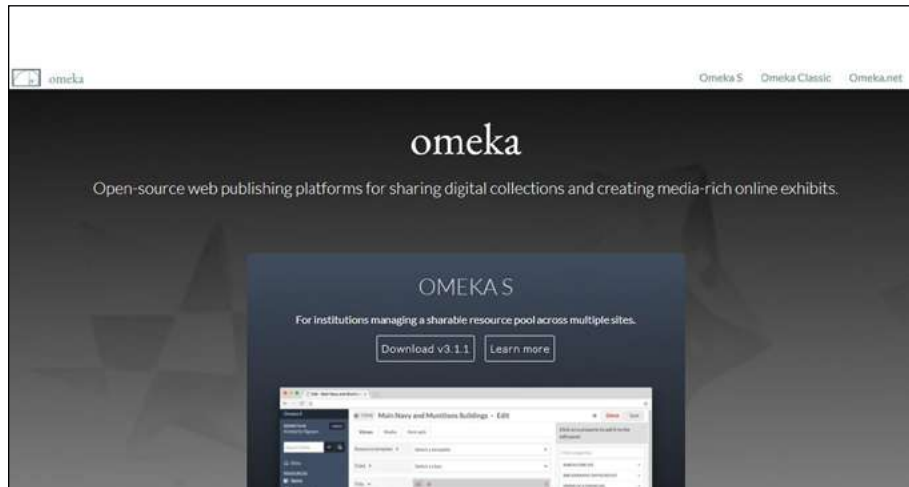 omeka
Omeka S Omeka Classic Omeka.net
omeka
Open-source web publishing platforms for sharing digital collections and creating media-rich online exhibits.
OMEKA S
For institutions managing a sharable resource pool across multiple sites.
Download v3.1.1 Learn more
Main Navy and Munitions Buildings - Edit